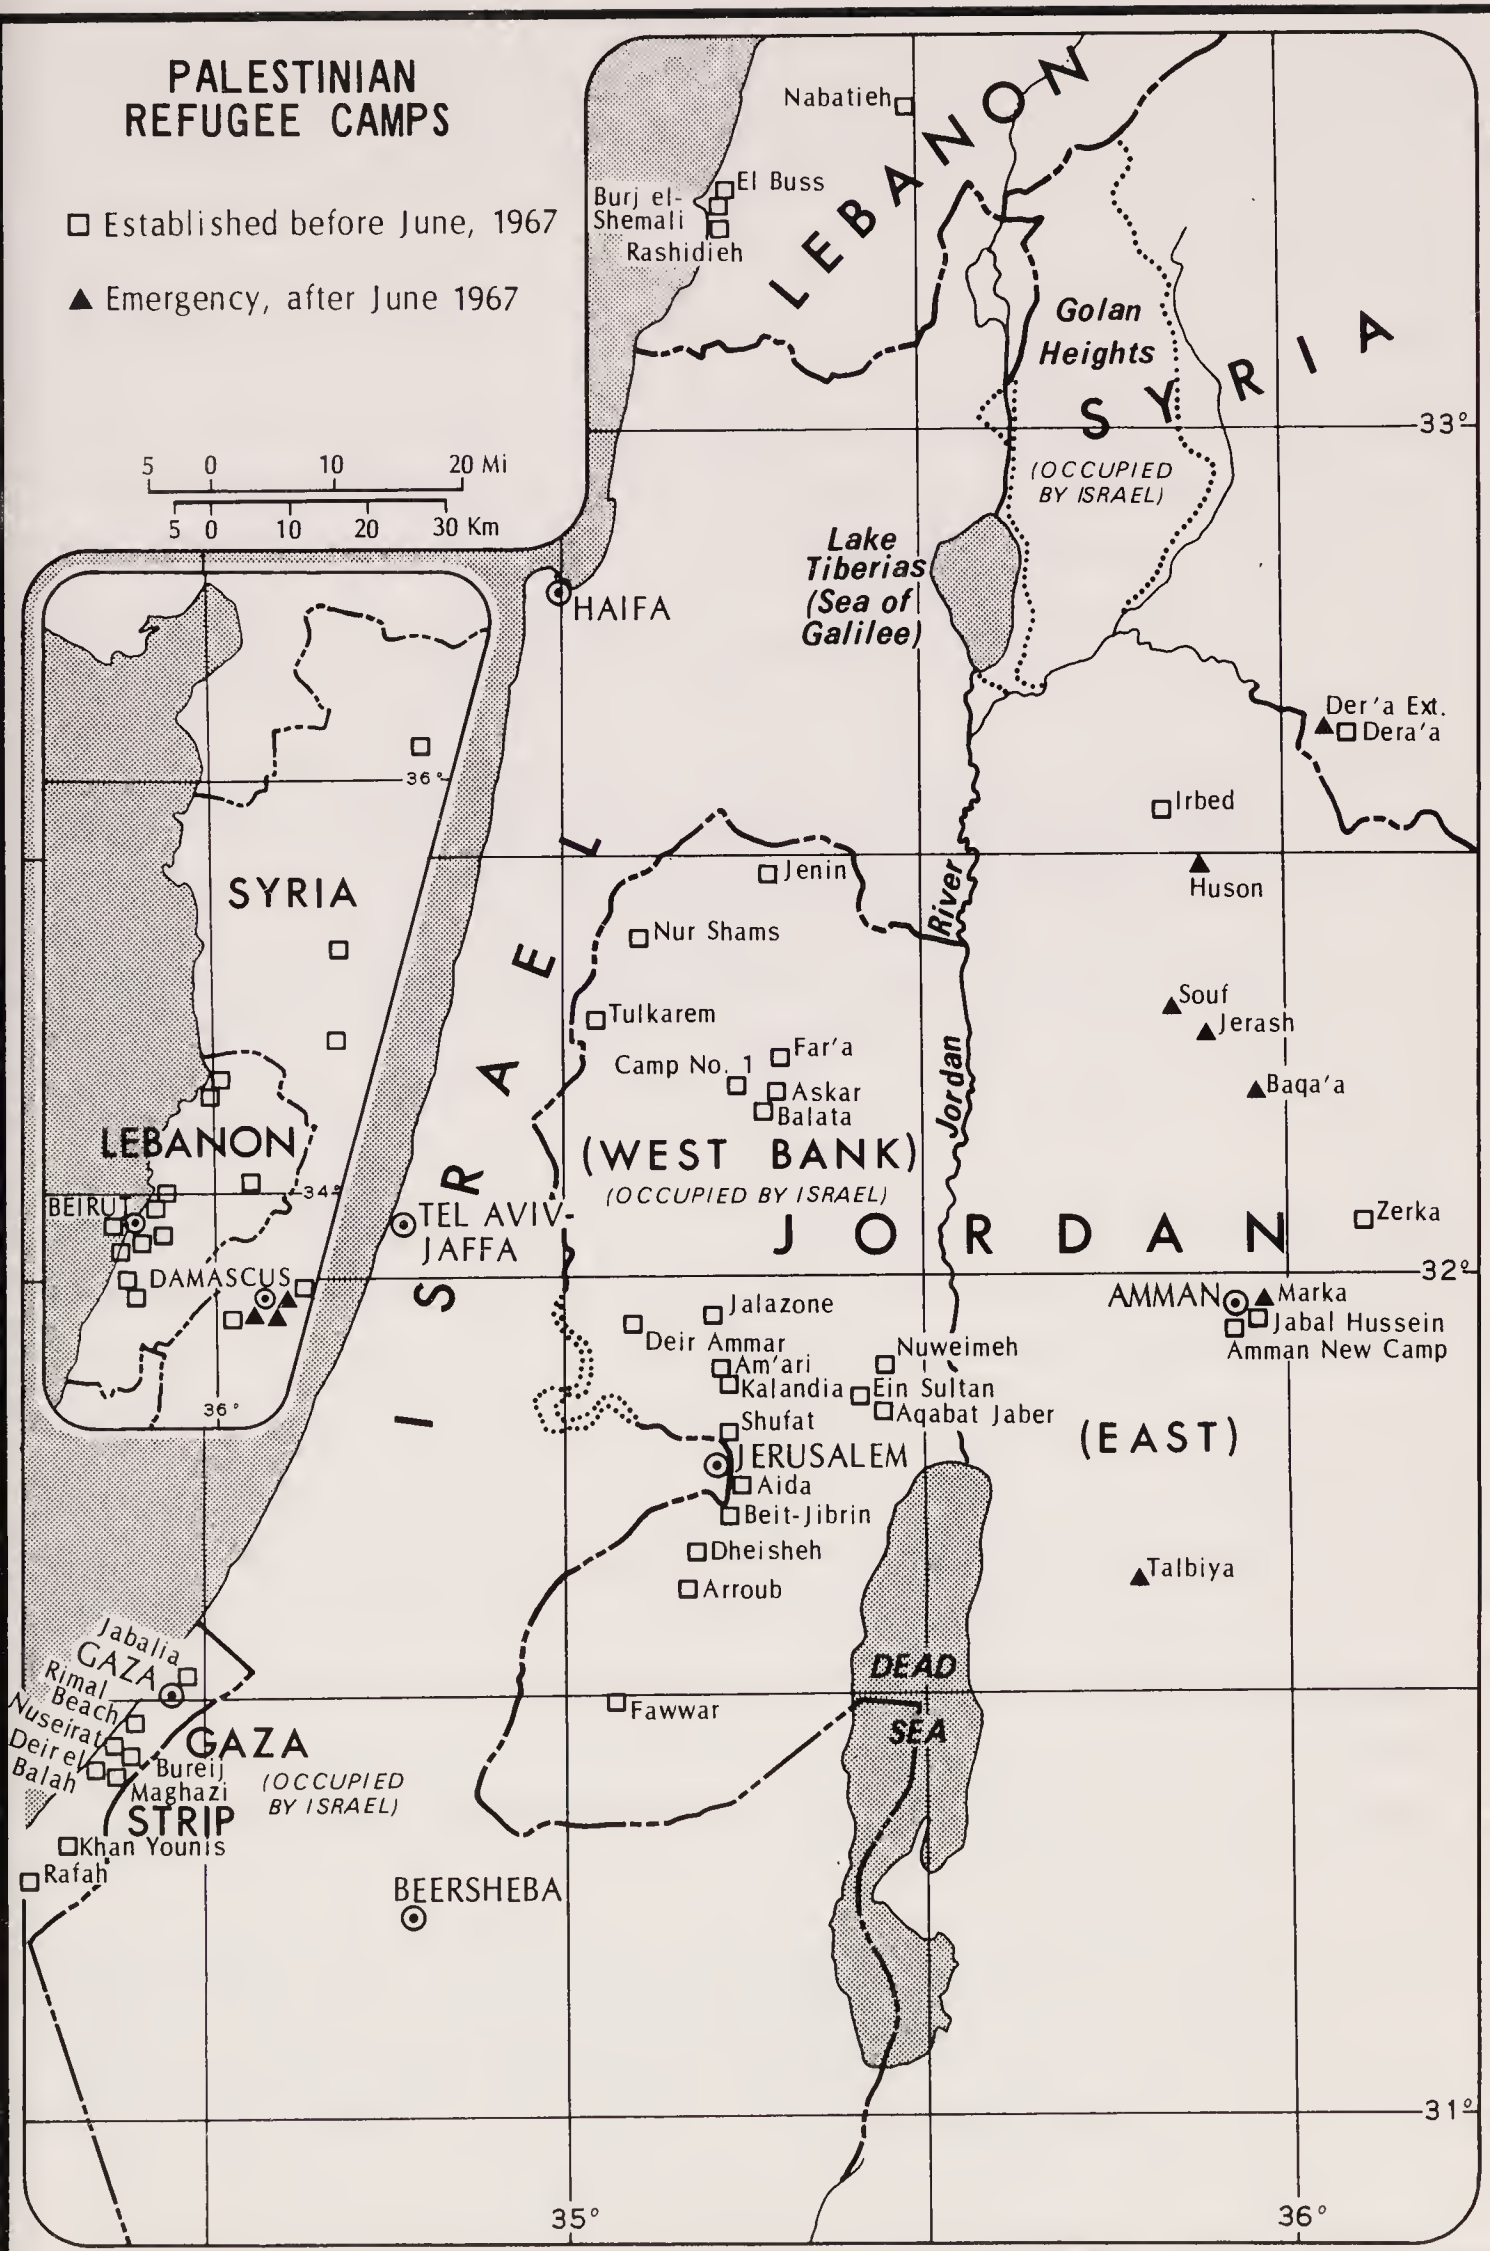 PALESTINIAN
REFUGEE CAMPS
Established before June, 1967
Emergency, after June 1967
5 0 10 20 Mi
5 0 10 20 30 Km
Nabatieh
El Buss
Burj el-
Shemali
Rashidieh
LEBANON
Golan
Heights
SYRIA
(OCCUPIED
BY ISRAEL)
33°
Lake
Tiberias
(Sea of
Galilee)
HAIFA
Der'a Ext.
Dera'a
Irbed
Huson
Jenin
Nur Shams
Tulkarem
Camp No. 1
Far'a
Askar
Balata
River
Jordan
Souf
Jerash
Baqa'a
(WEST BANK)
(OCCUPIED BY ISRAEL)
ISRAEL
TEL AVIV-
JAFFA
JORDAN
Zerka
32°
AMMAN
Marka
Jabal Hussein
Amman New Camp
Jalazone
Deir Ammar
Am'ari
Kalandia
Nuweimeh
Ein Sultan
Aqabat Jaber
Shufat
JERUSALEM
Aida
Beit-Jibrin
Dheisheh
Arroub
(EAST)
Talbiya
Fawwar
DEAD
SEA
36°
SYRIA
LEBANON
34°
BEIRUT
DAMASCUS
36°
Jabalia
GAZA
Rimal
Beach
Nuseirat
Deir el
Balah
Bureij
Maghazi
GAZA
STRIP
(OCCUPIED
BY ISRAEL)
Khan Younis
Rafah
BEERSHEBA
31°
35°
36°